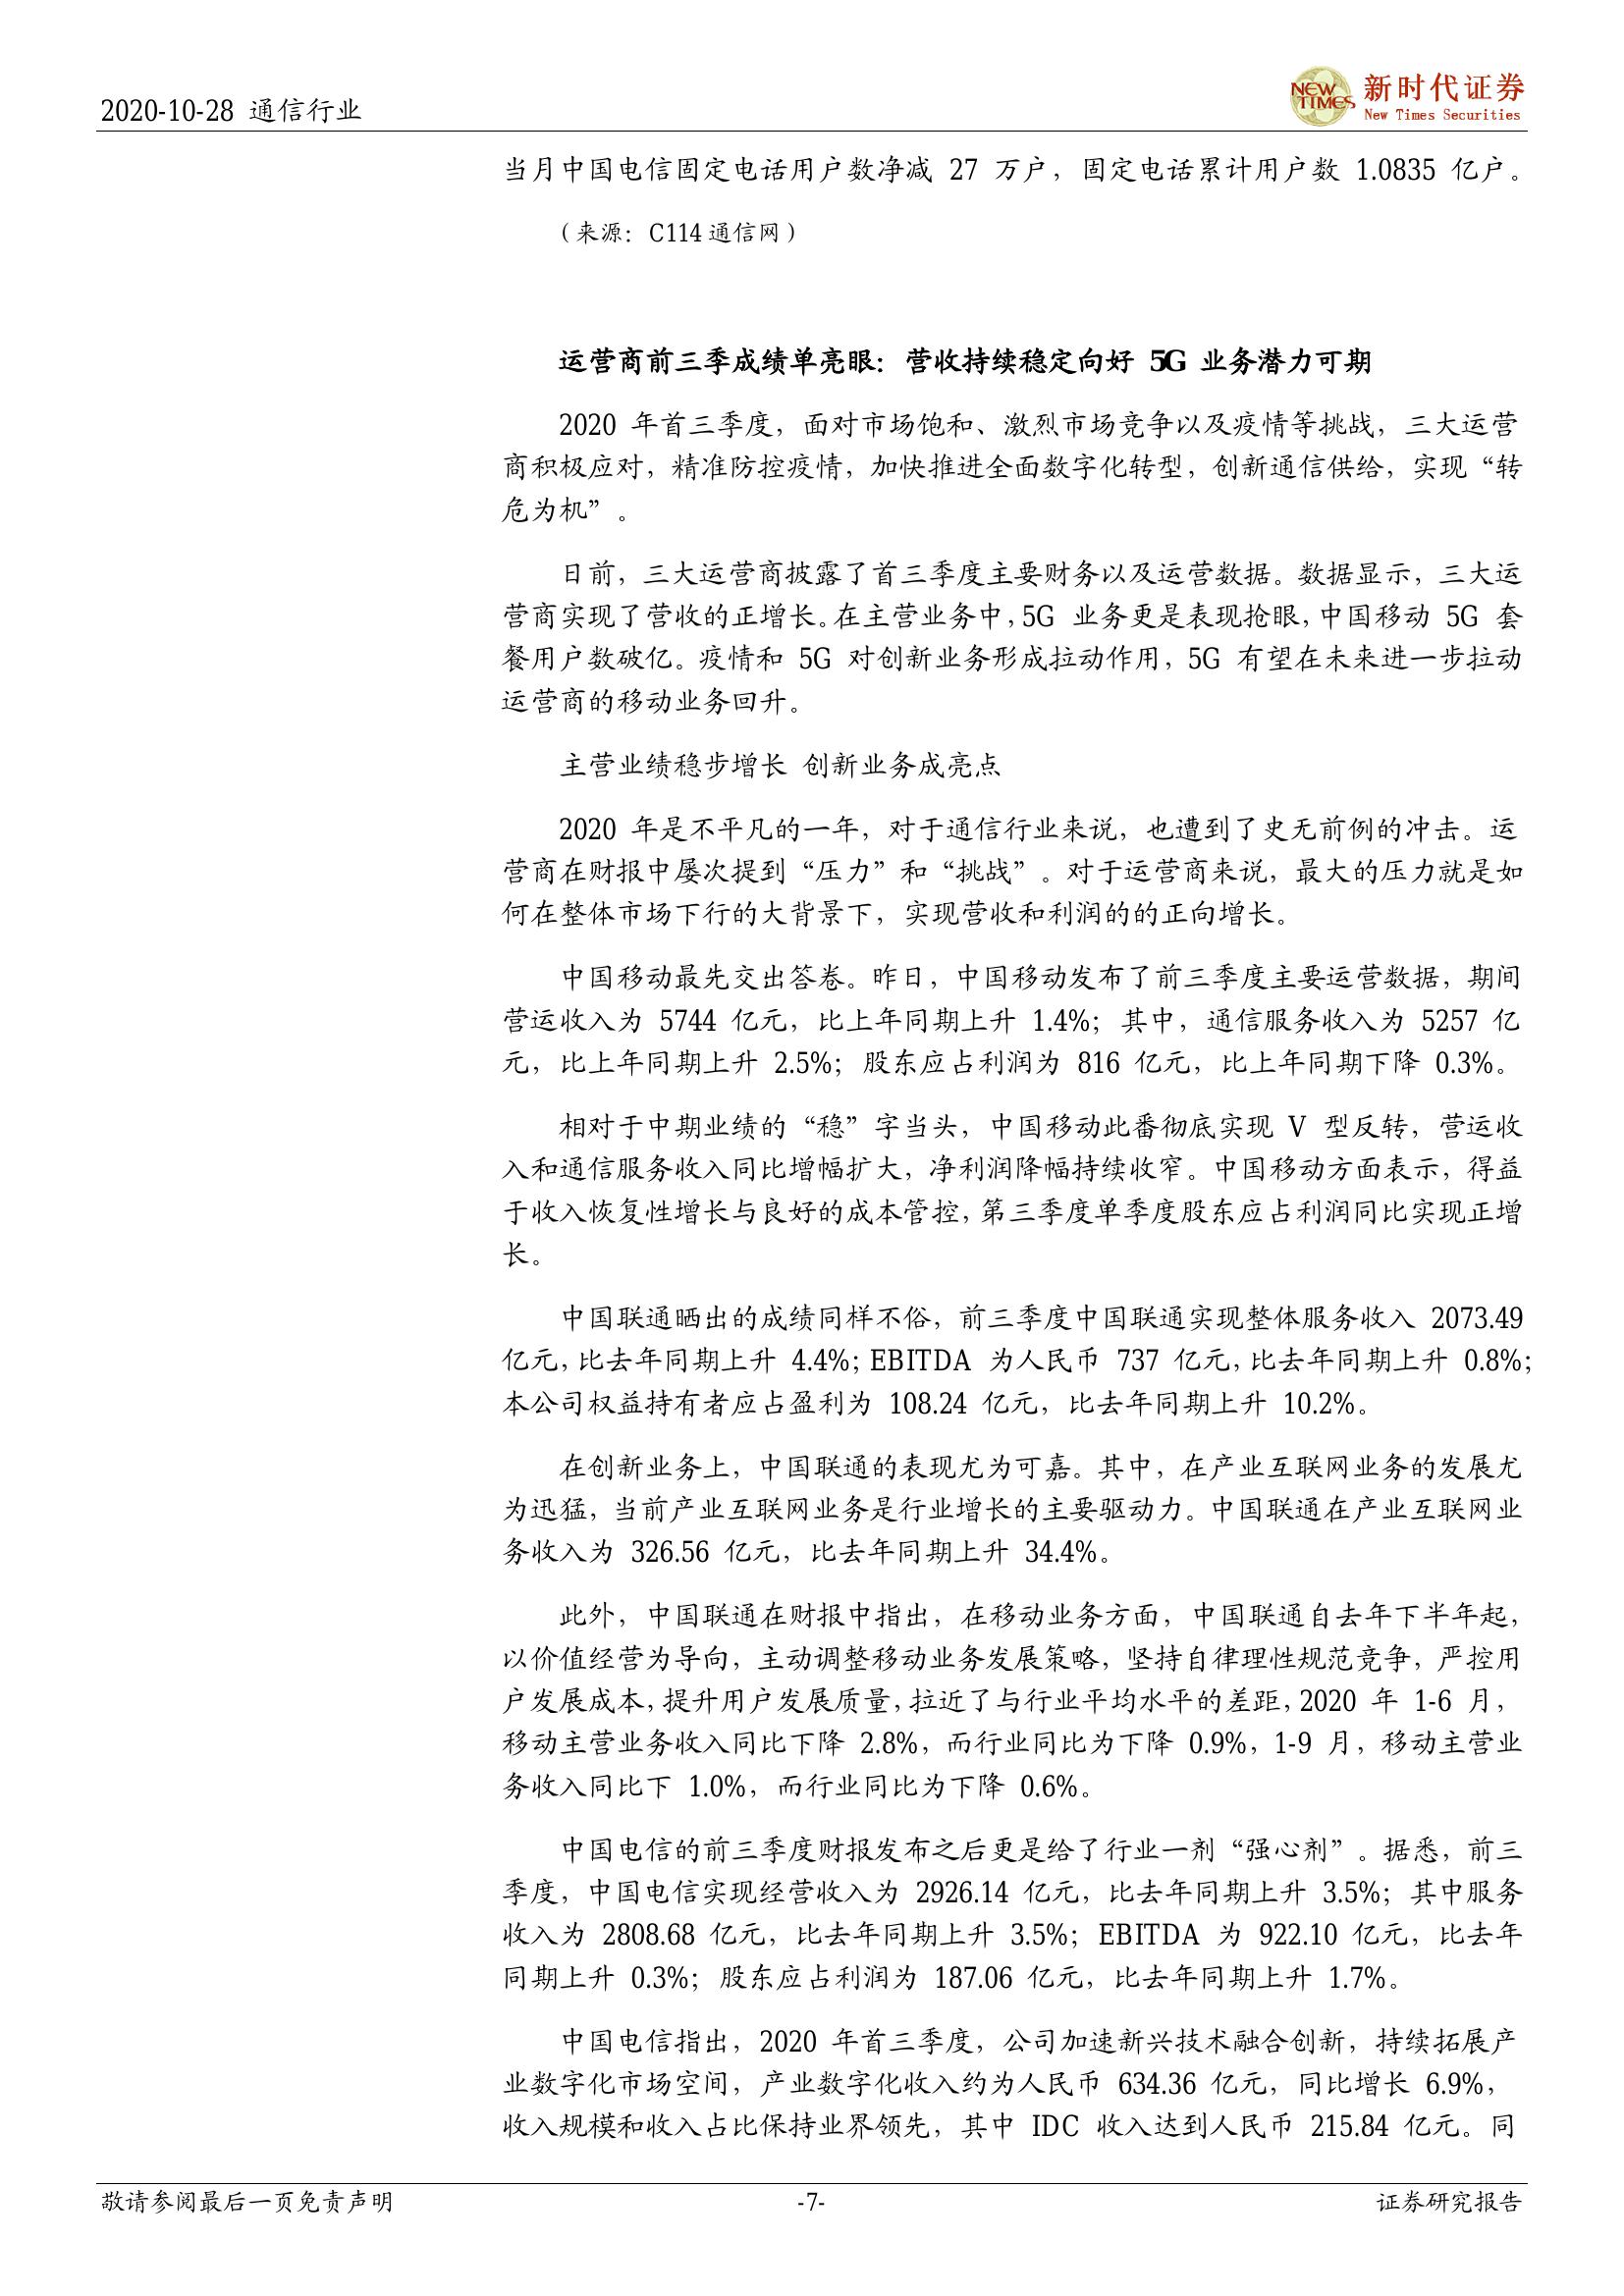 2020-10-28 通信行业
NEW TIMES 新时代证券
New Times Securities
当月中国电信固定电话用户数净减 27 万户，固定电话累计用户数 1.0835 亿户。
（来源：C114 通信网）
运营商前三季成绩单亮眼：营收持续稳定向好 5G 业务潜力可期
2020 年首三季度，面对市场饱和、激烈市场竞争以及疫情等挑战，三大运营
商积极应对，精准防控疫情，加快推进全面数字化转型，创新通信供给，实现“转
危为机”。
日前，三大运营商披露了首三季度主要财务以及运营数据。数据显示，三大运
营商实现了营收的正增长。在主营业务中，5G 业务更是表现抢眼，中国移动 5G 套
餐用户数破亿。疫情和 5G 对创新业务形成拉动作用，5G 有望在未来进一步拉动
运营商的移动业务回升。
主营业绩稳步增长 创新业务成亮点
2020 年是不平凡的一年，对于通信行业来说，也遭到了史无前例的冲击。运
营商在财报中屡次提到“压力”和“挑战”。对于运营商来说，最大的压力就是如
何在整体市场下行的大背景下，实现营收和利润的的正向增长。
中国移动最先交出答卷。昨日，中国移动发布了前三季度主要运营数据，期间
营运收入为 5744 亿元，比上年同期上升 1.4%；其中，通信服务收入为 5257 亿
元，比上年同期上升 2.5%；股东应占利润为 816 亿元，比上年同期下降 0.3%。
相对于中期业绩的“稳”字当头，中国移动此番彻底实现 V 型反转，营运收
入和通信服务收入同比增幅扩大，净利润降幅持续收窄。中国移动方面表示，得益
于收入恢复性增长与良好的成本管控，第三季度单季度股东应占利润同比实现正增
长。
中国联通晒出的成绩同样不俗，前三季度中国联通实现整体服务收入 2073.49
亿元，比去年同期上升 4.4%；EBITDA 为人民币 737 亿元，比去年同期上升 0.8%；
本公司权益持有者应占盈利为 108.24 亿元，比去年同期上升 10.2%。
在创新业务上，中国联通的表现尤为可嘉。其中，在产业互联网业务的发展尤
为迅猛，当前产业互联网业务是行业增长的主要驱动力。中国联通在产业互联网业
务收入为 326.56 亿元，比去年同期上升 34.4%。
此外，中国联通在财报中指出，在移动业务方面，中国联通自去年下半年起，
以价值经营为导向，主动调整移动业务发展策略，坚持自律理性规范竞争，严控用
户发展成本，提升用户发展质量，拉近了与行业平均水平的差距，2020 年 1-6 月，
移动主营业务收入同比下降 2.8%，而行业同比为下降 0.9%，1-9 月，移动主营业
务收入同比下 1.0%，而行业同比为下降 0.6%。
中国电信的前三季度财报发布之后更是给了行业一剂“强心剂”。据悉，前三
季度，中国电信实现经营收入为 2926.14 亿元，比去年同期上升 3.5%；其中服务
收入为 2808.68 亿元，比去年同期上升 3.5%；EBITDA 为 922.10 亿元，比去年
同期上升 0.3%；股东应占利润为 187.06 亿元，比去年同期上升 1.7%。
中国电信指出，2020 年首三季度，公司加速新兴技术融合创新，持续拓展产
业数字化市场空间，产业数字化收入约为人民币 634.36 亿元，同比增长 6.9%，
收入规模和收入占比保持业界领先，其中 IDC 收入达到人民币 215.84 亿元。同
敬请参阅最后一页免责声明 -7- 证券研究报告